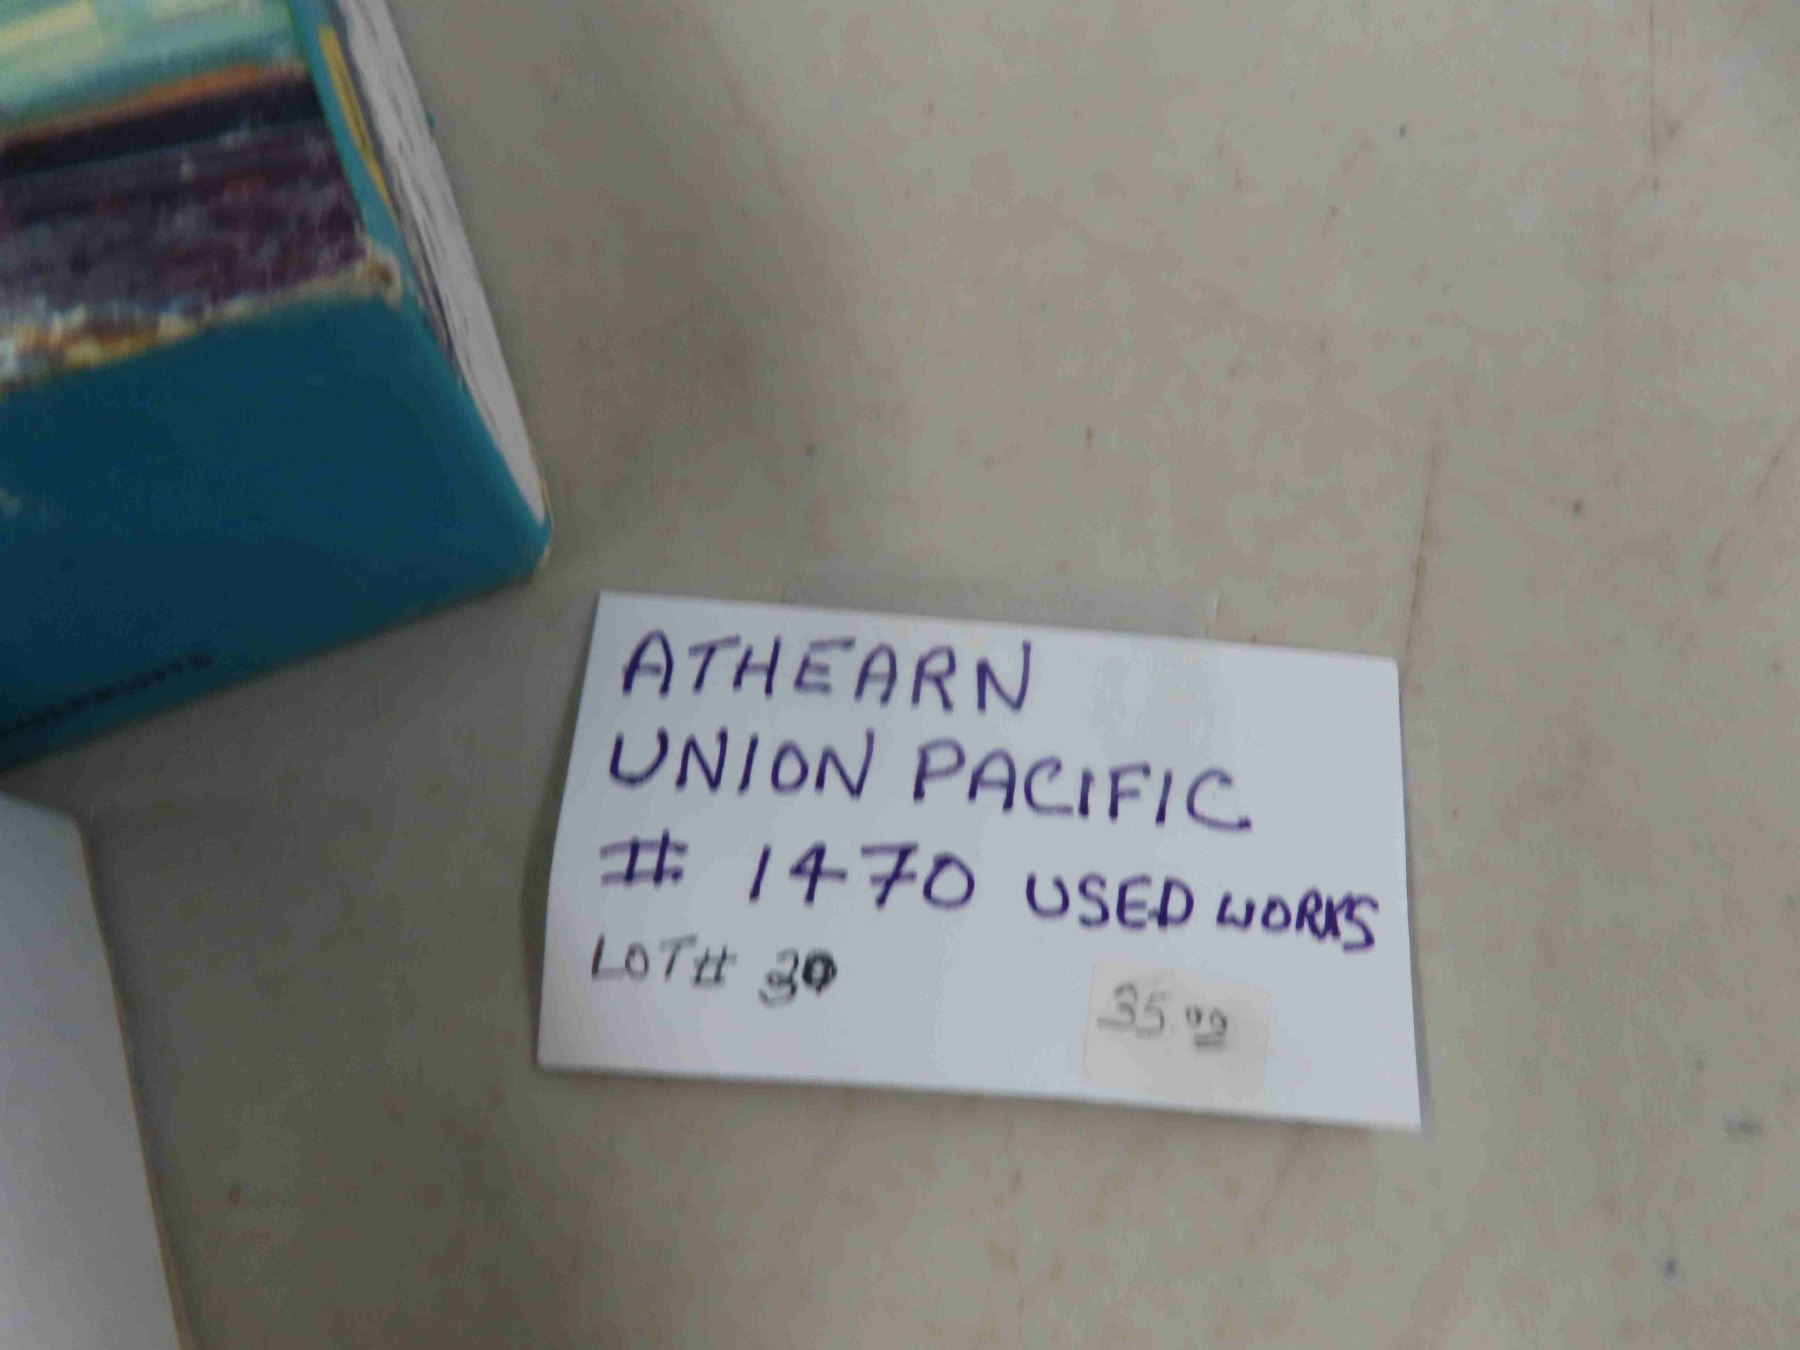 ATHEARN
UNION PACIFIC
# 1470 USED WORKS
LOT# 30
35.00